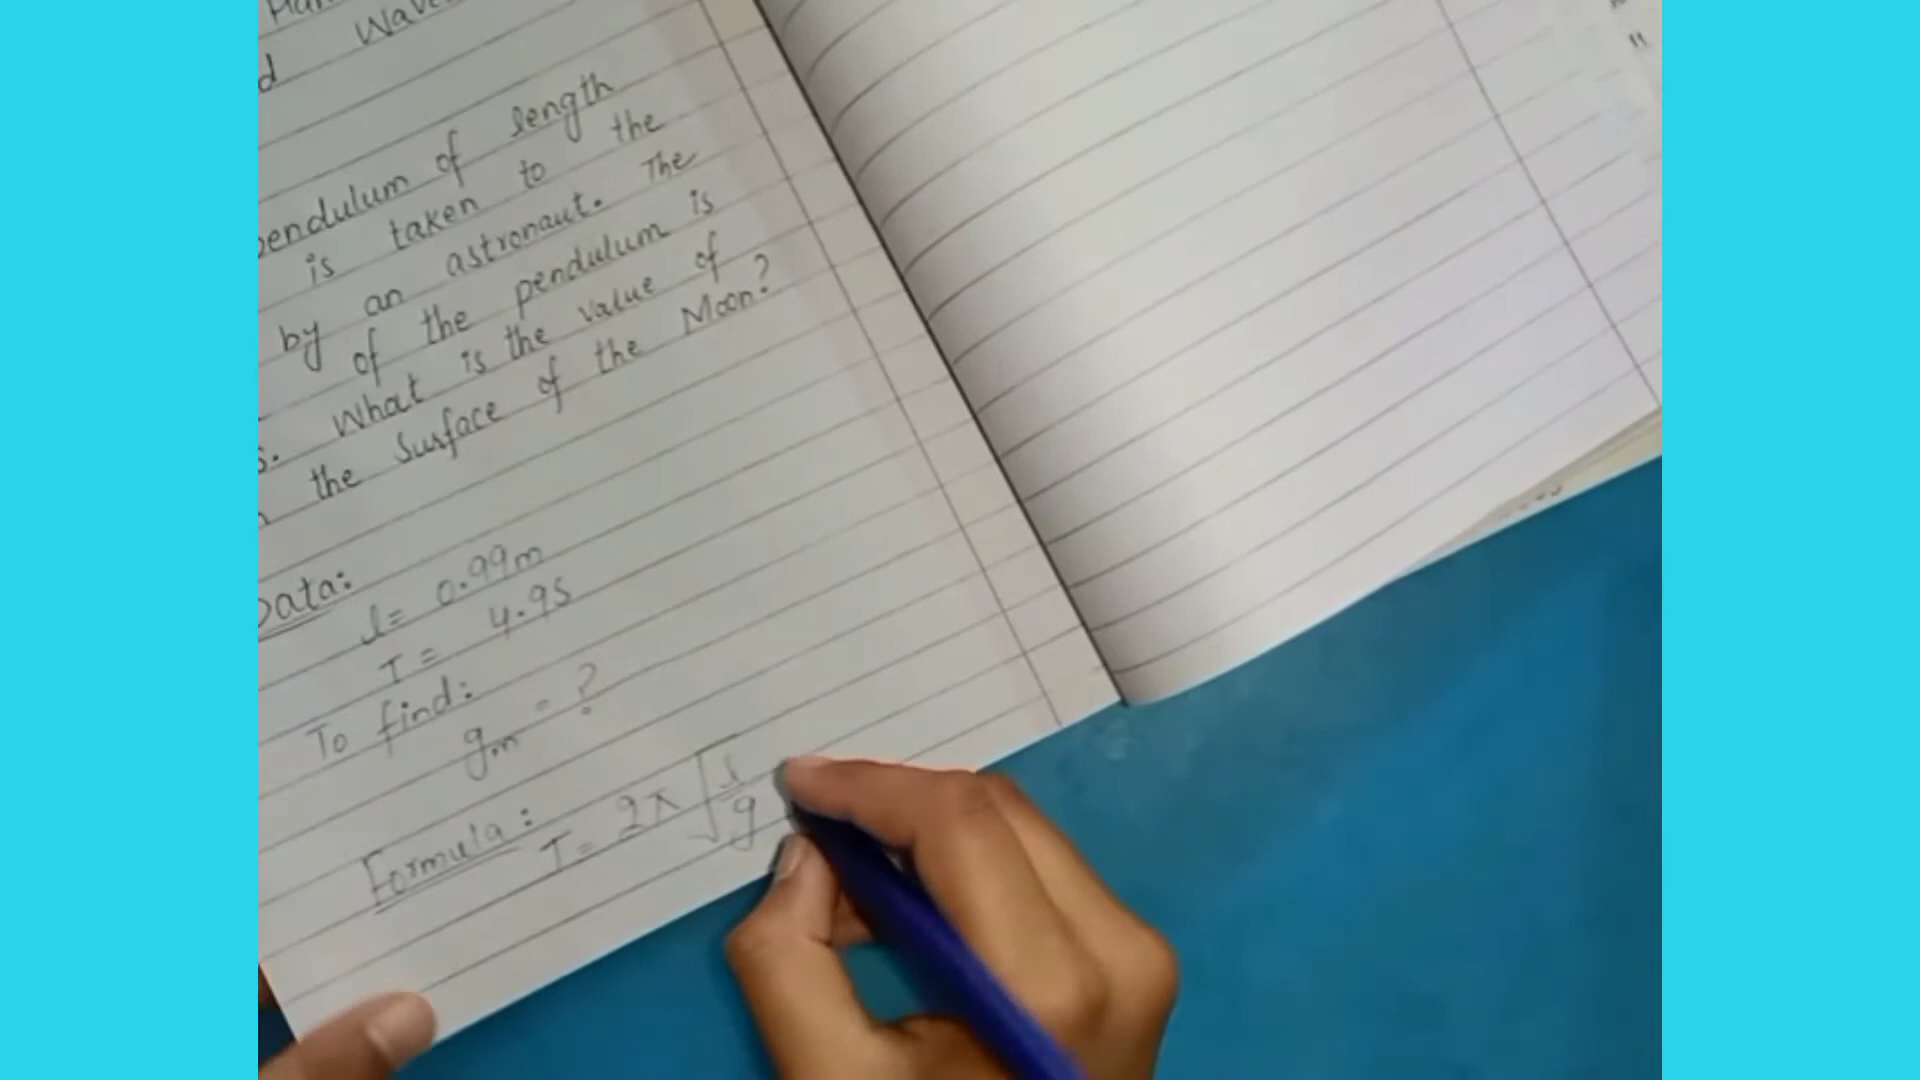 d Wave
pendulum of length
is taken to the
by an astronaut. The
of the pendulum is
s. What is the value of
the Surface of the Moon?
Data:
l = 0.99m
T = 4.9s
To find:
gm = ?
Formula:
T = 2π √l/g